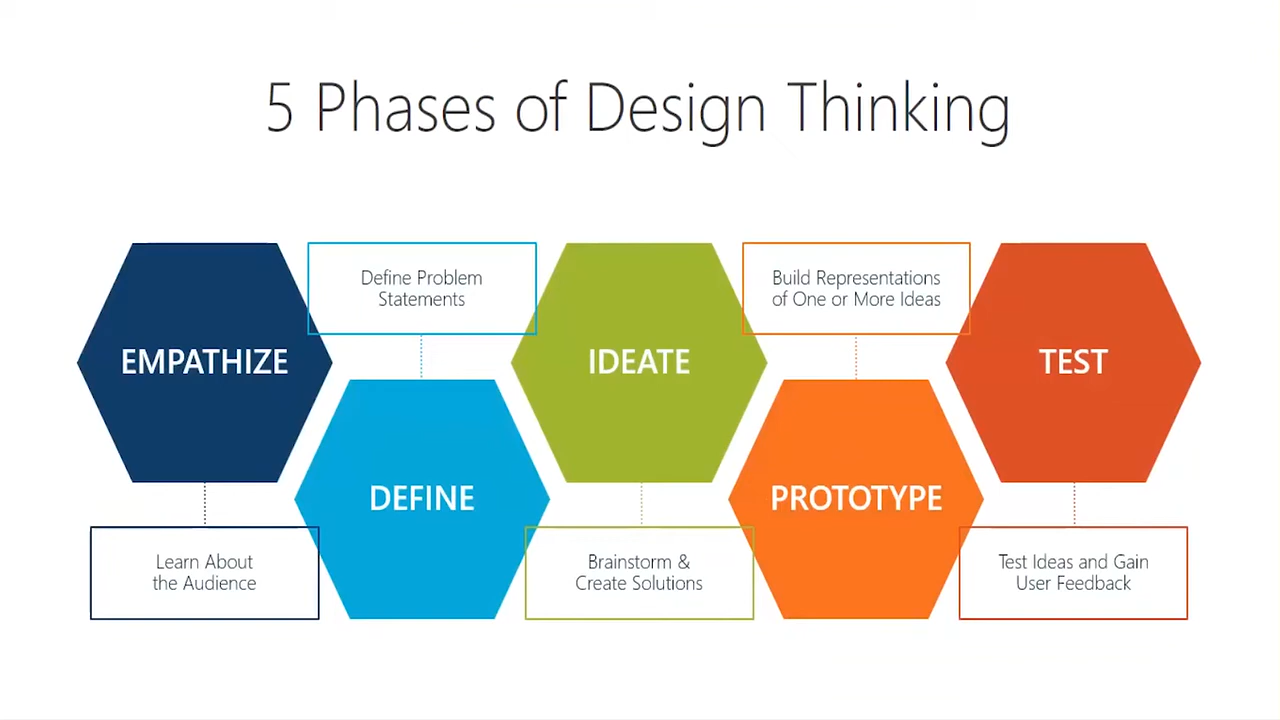 5 Phases of Design Thinking
EMPATHIZE
Learn About
the Audience
Define Problem
Statements
DEFINE
IDEATE
Brainstorm &
Create Solutions
Build Representations
of One or More Ideas
PROTOTYPE
TEST
Test Ideas and Gain
User Feedback